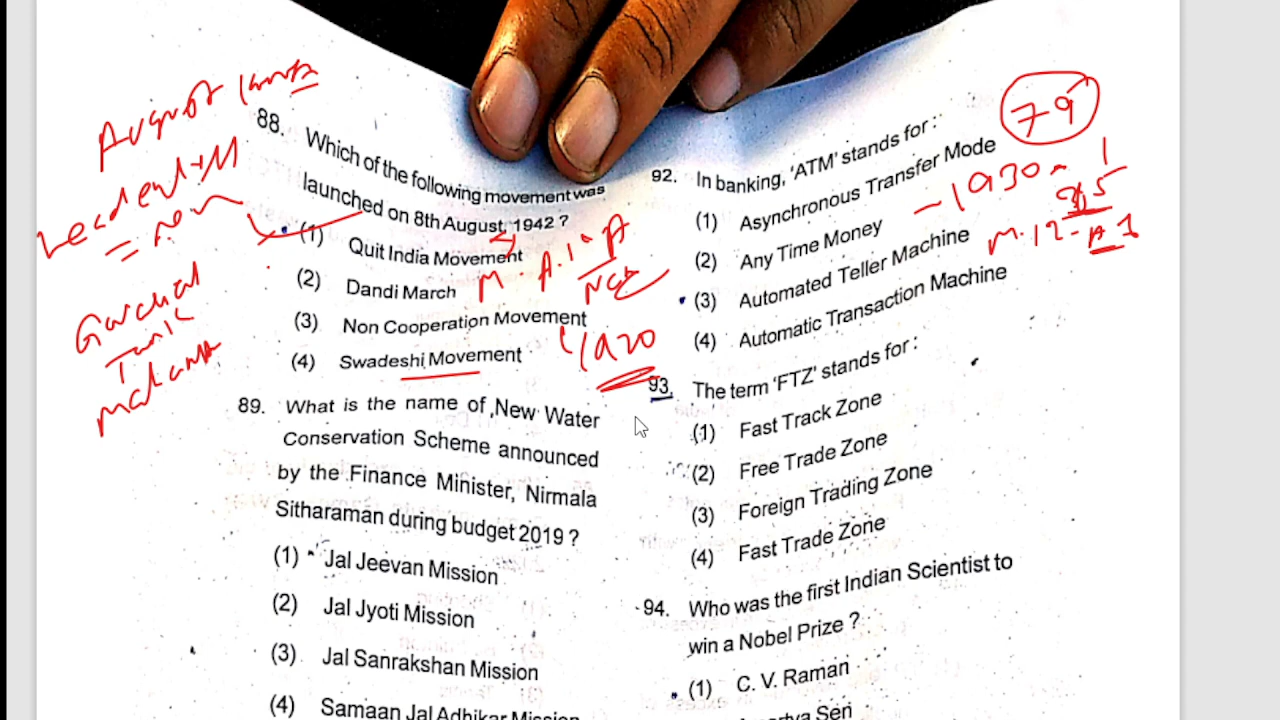 88. Which of the following movement was
launched on 8th August, 1942 ?
(1) Quit India Movement
(2) Dandi March
(3) Non Cooperation Movement
(4) Swadeshi Movement
89. What is the name of New Water
Conservation Scheme announced
by the Finance Minister, Nirmala
Sitharaman during budget 2019 ?
(1) Jal Jeevan Mission
(2) Jal Jyoti Mission
(3) Jal Sanrakshan Mission
(4) Samaan Jal Adhikar Mission
92. In banking, 'ATM' stands for :
(1) Asynchronous Transfer Mode
(2) Any Time Money
(3) Automated Teller Machine
(4) Automatic Transaction Machine
93. The term 'FTZ' stands for :
(1) Fast Track Zone
(2) Free Trade Zone
(3) Foreign Trading Zone
(4) Fast Trade Zone
94. Who was the first Indian Scientist to
win a Nobel Prize ?
(1) C. V. Raman
Sen
August
79
1930
1920
M. 12 -